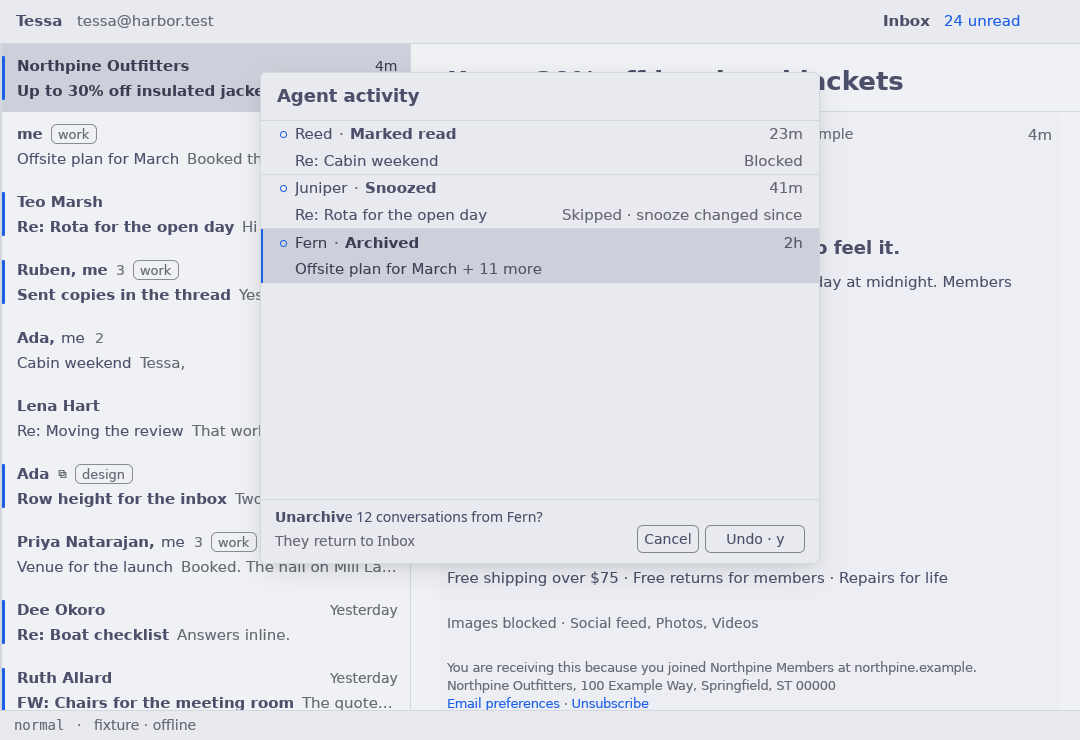 Tessa tessa@harbor.test Inbox 24 unread
Northpine Outfitters 4m
Up to 30% off insulated jacke
me work
Offsite plan for March Booked th
Teo Marsh
Re: Rota for the open day Hi
Ruben, me 3 work
Sent copies in the thread Yes
Ada, me 2
Cabin weekend Tessa,
Lena Hart
Re: Moving the review That work
Ada design
Row height for the inbox Two
Priya Natarajan, me 3 work
Venue for the launch Booked. The hall on Mill La…
Dee Okoro Yesterday
Re: Boat checklist Answers inline.
Ruth Allard Yesterday
FW: Chairs for the meeting room The quote…
Agent activity
Reed · Marked read 23m
Re: Cabin weekend Blocked
Juniper · Snoozed 41m
Re: Rota for the open day Skipped · snooze changed since
Fern · Archived 2h
Offsite plan for March + 11 more
Unarchive 12 conversations from Fern?
They return to Inbox
Cancel Undo · y
ackets
mple 4m
o feel it.
day at midnight. Members
Free shipping over $75 · Free returns for members · Repairs for life
Images blocked · Social feed, Photos, Videos
You are receiving this because you joined Northpine Members at northpine.example.
Northpine Outfitters, 100 Example Way, Springfield, ST 00000
Email preferences · Unsubscribe
normal · fixture · offline